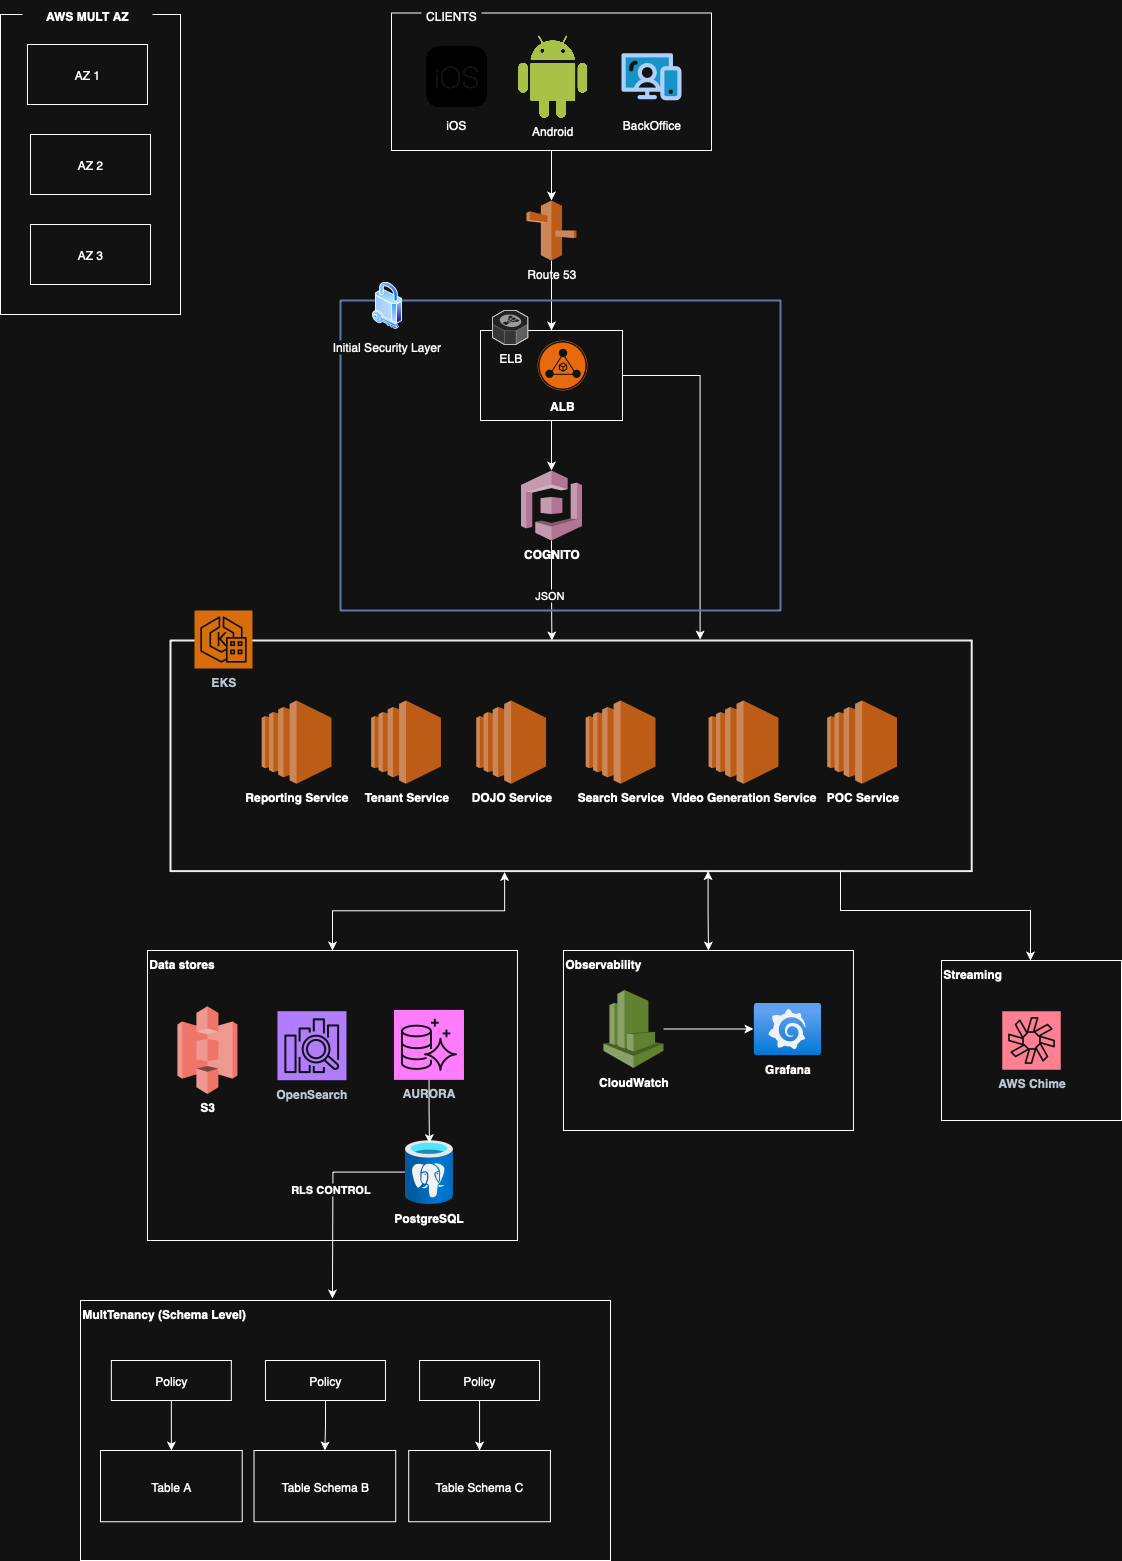 AWS MULT AZ
AZ 1
AZ 2
AZ 3
CLIENTS
iOS
iOS
Android
BackOffice
Route 53
Initial Security Layer
ELB
ALB
COGNITO
JSON
K
EKS
Reporting Service
Tenant Service
DOJO Service
Search Service
Video Generation Service
POC Service
Data stores
S3
OpenSearch
AURORA
RLS CONTROL
PostgreSQL
Observability
CloudWatch
Grafana
Streaming
AWS Chime
MultTenancy (Schema Level)
Policy
Policy
Policy
Table A
Table Schema B
Table Schema C